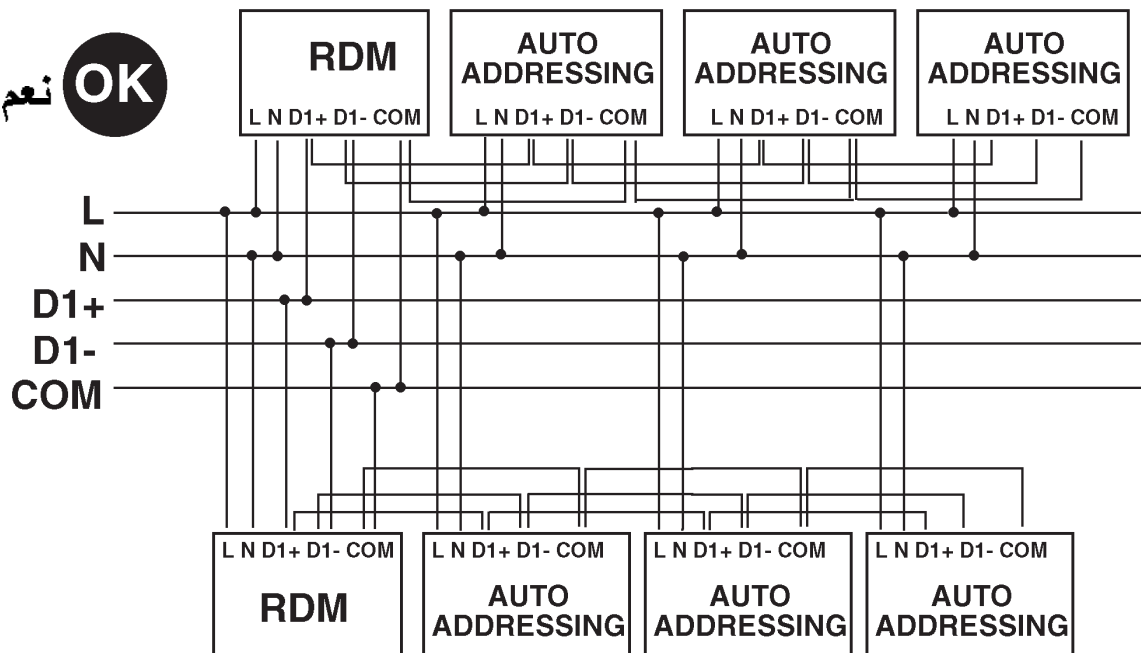 نعم OK
RDM
L N D1+ D1- COM
AUTO
ADDRESSING
L N D1+ D1- COM
AUTO
ADDRESSING
L N D1+ D1- COM
AUTO
ADDRESSING
L N D1+ D1- COM
L
N
D1+
D1-
COM
L N D1+ D1- COM
RDM
L N D1+ D1- COM
AUTO
ADDRESSING
L N D1+ D1- COM
AUTO
ADDRESSING
L N D1+ D1- COM
AUTO
ADDRESSING